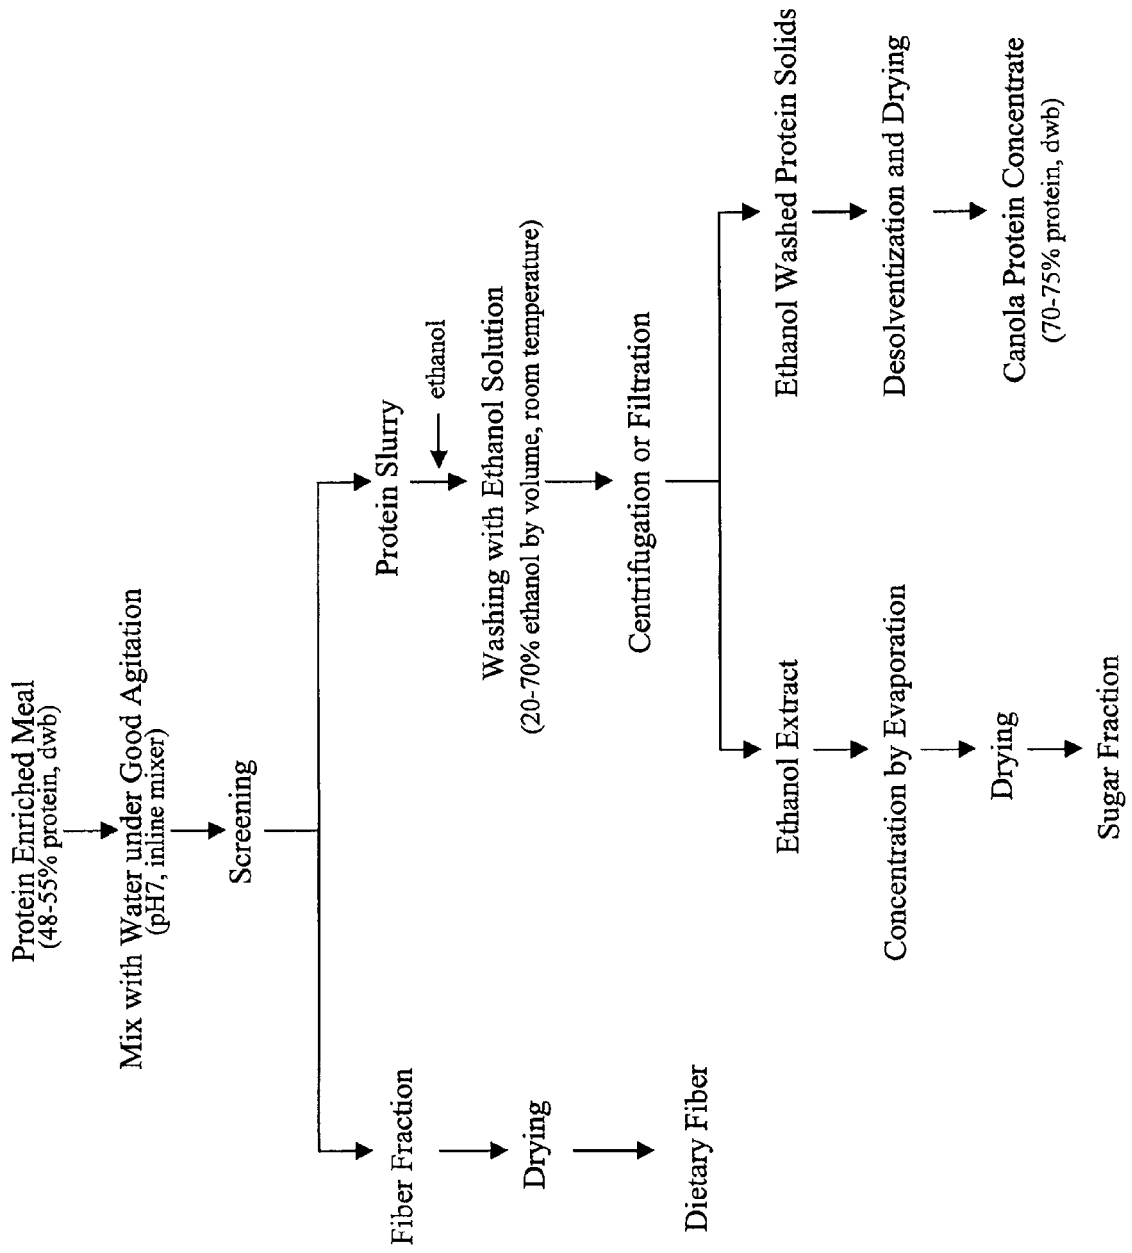 Protein Enriched Meal
(48-55% protein, dwb)
Mix with Water under Good Agitation
(pH7, inline mixer)
Screening
Fiber Fraction
Drying
Dietary Fiber
Protein Slurry
ethanol
Washing with Ethanol Solution
(20-70% ethanol by volume, room temperature)
Centrifugation or Filtration
Ethanol Extract
Concentration by Evaporation
Drying
Sugar Fraction
Ethanol Washed Protein Solids
Desolventization and Drying
Canola Protein Concentrate
(70-75% protein, dwb)